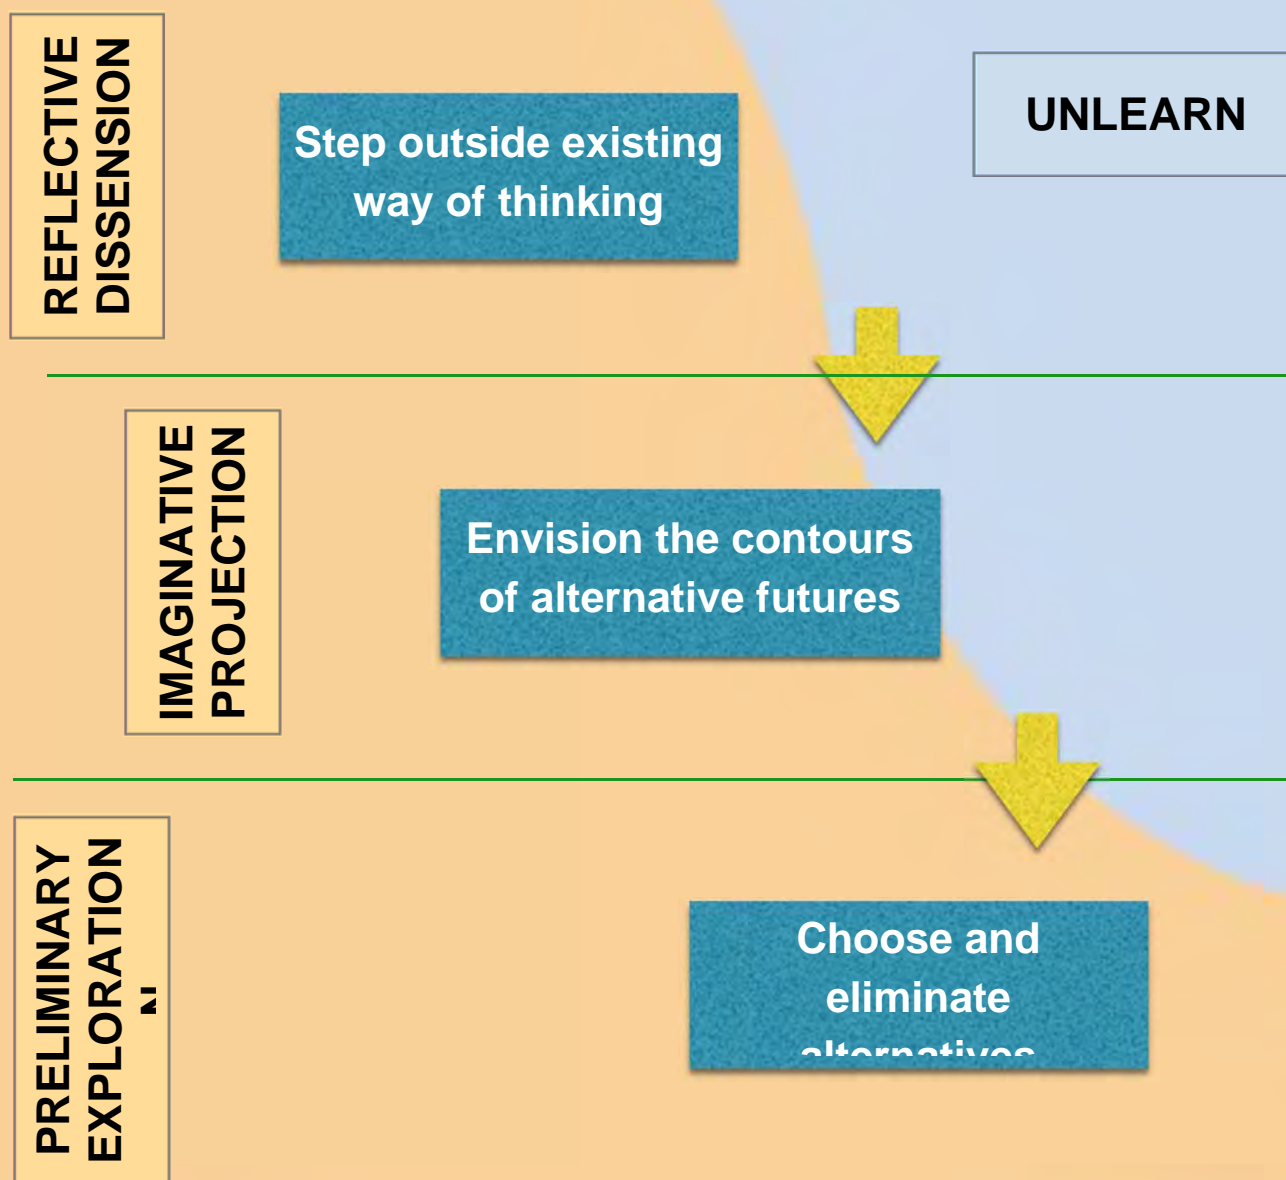 REFLECTIVE
DISSENSION
Step outside existing
way of thinking
UNLEARN
IMAGINATIVE
PROJECTION
Envision the contours
of alternative futures
PRELIMINARY
EXPLORATION
N
Choose and
eliminate
alternatives